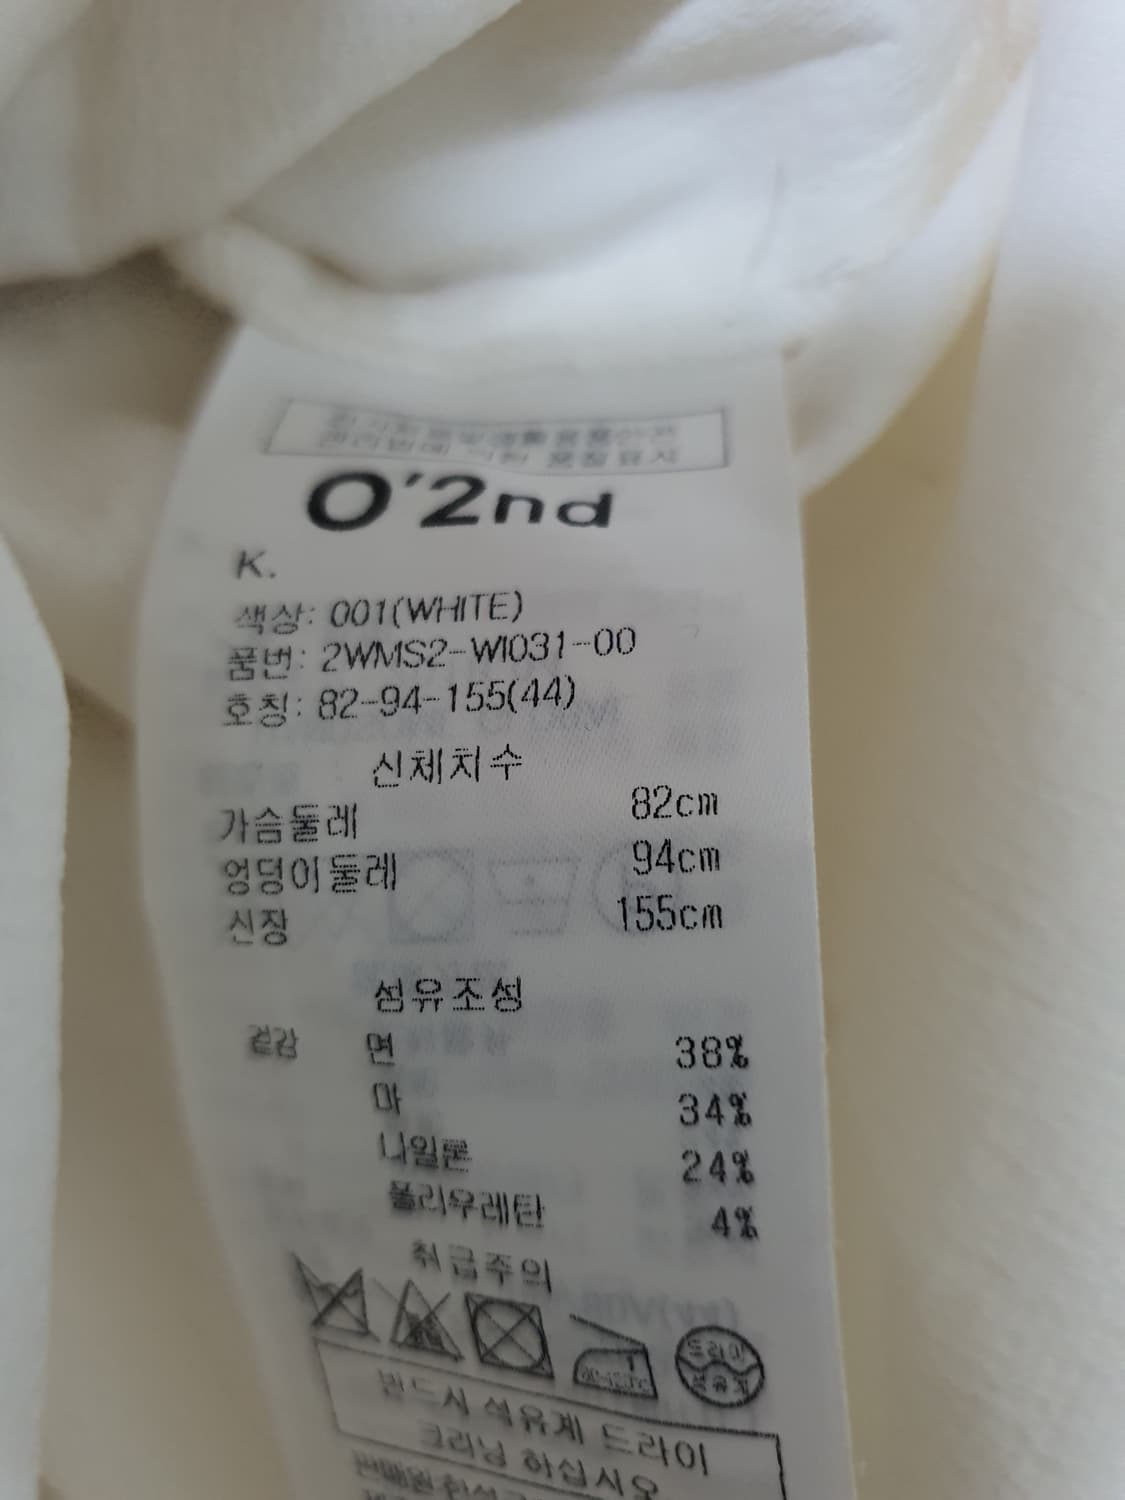 O'2nd
K.
색상: 001(WHITE)
품번: 2WMS2-WI031-00
호칭: 82-94-155(44)
신체치수
가슴둘레 82cm
엉덩이둘레 94cm
신장 155cm
섬유조성
겉감 면 38%
마 34%
나일론 24%
폴리우레탄 4%
취급주의
드라이
석유계
반드시 석유계 드라이
크리닝 하십시오